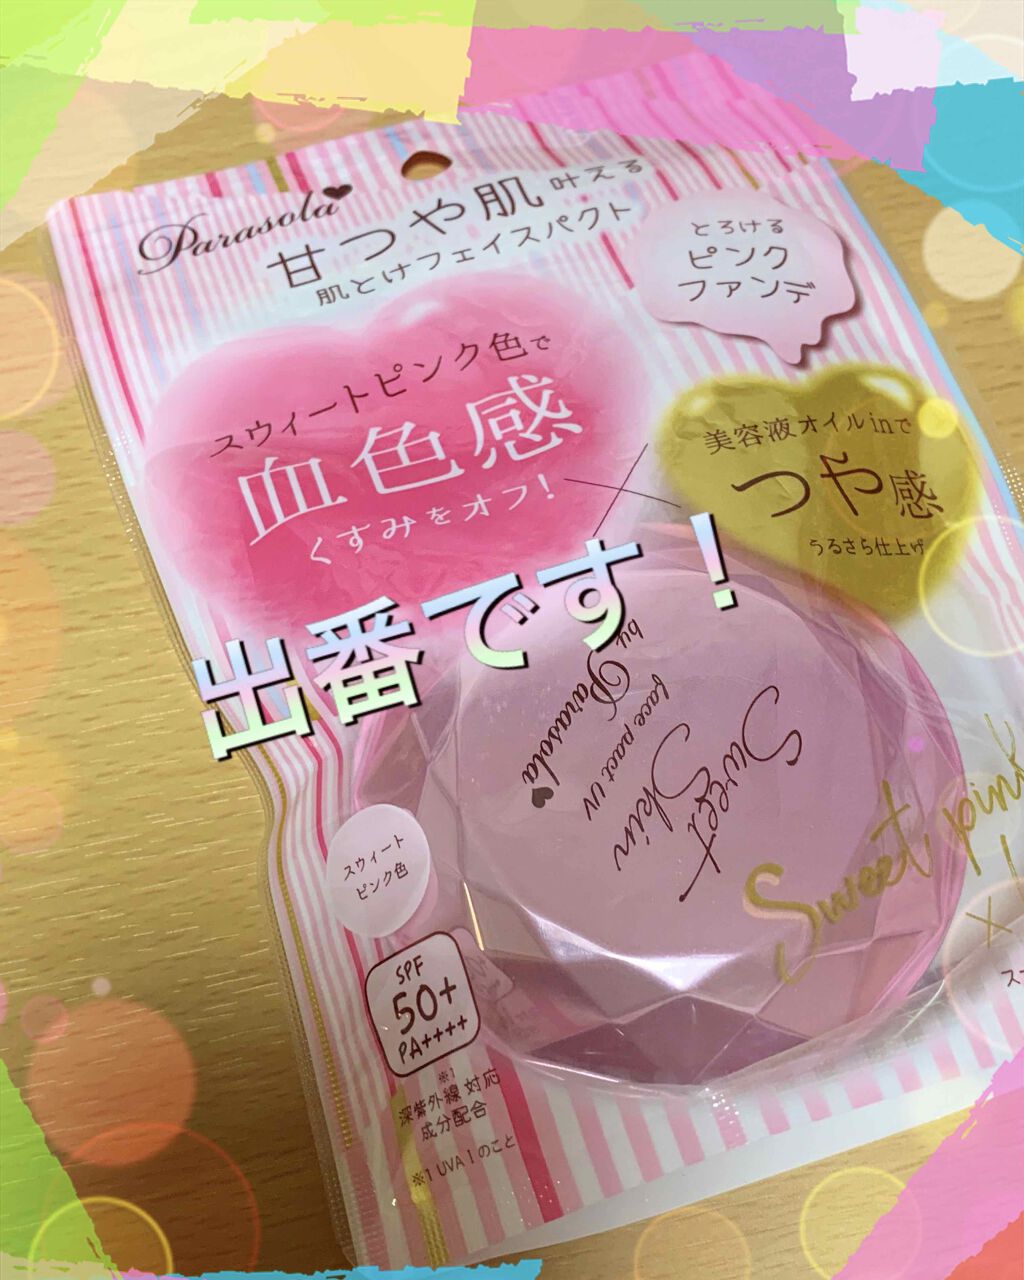 Parasola
甘つや肌叶える
肌とけフェイスパクト
とろける
ピンク
ファンデ
スウィートピンク色で
血色感
くすみをオフ!
美容液オイルinで
つや感
うるさら仕上げ
出番です！
Sweet
Skin
face pact UV
by Parasola
Sweet pink
×
スウィート
ピンク色
SPF
50+
PA++++
※1
深紫外線 対応
成分配合
※1 UVA Iのこと